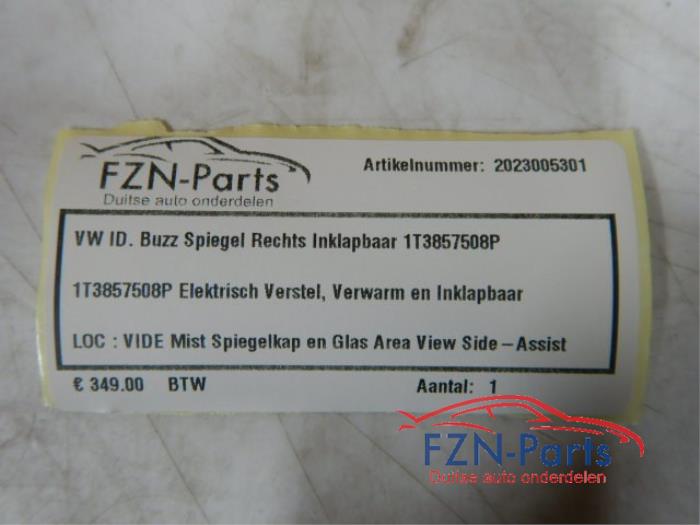 FZN-Parts
Duitse auto onderdelen
Artikelnummer: 2023005301
VW ID. Buzz Spiegel Rechts Inklapbaar 1T3857508P
1T3857508P Elektrisch Verstel, Verwarm en Inklapbaar
LOC : VIDE Mist Spiegelkap en Glas Area View Side – Assist
€ 349.00 BTW
Aantal: 1
FZN-Parts
Duitse auto onderdelen